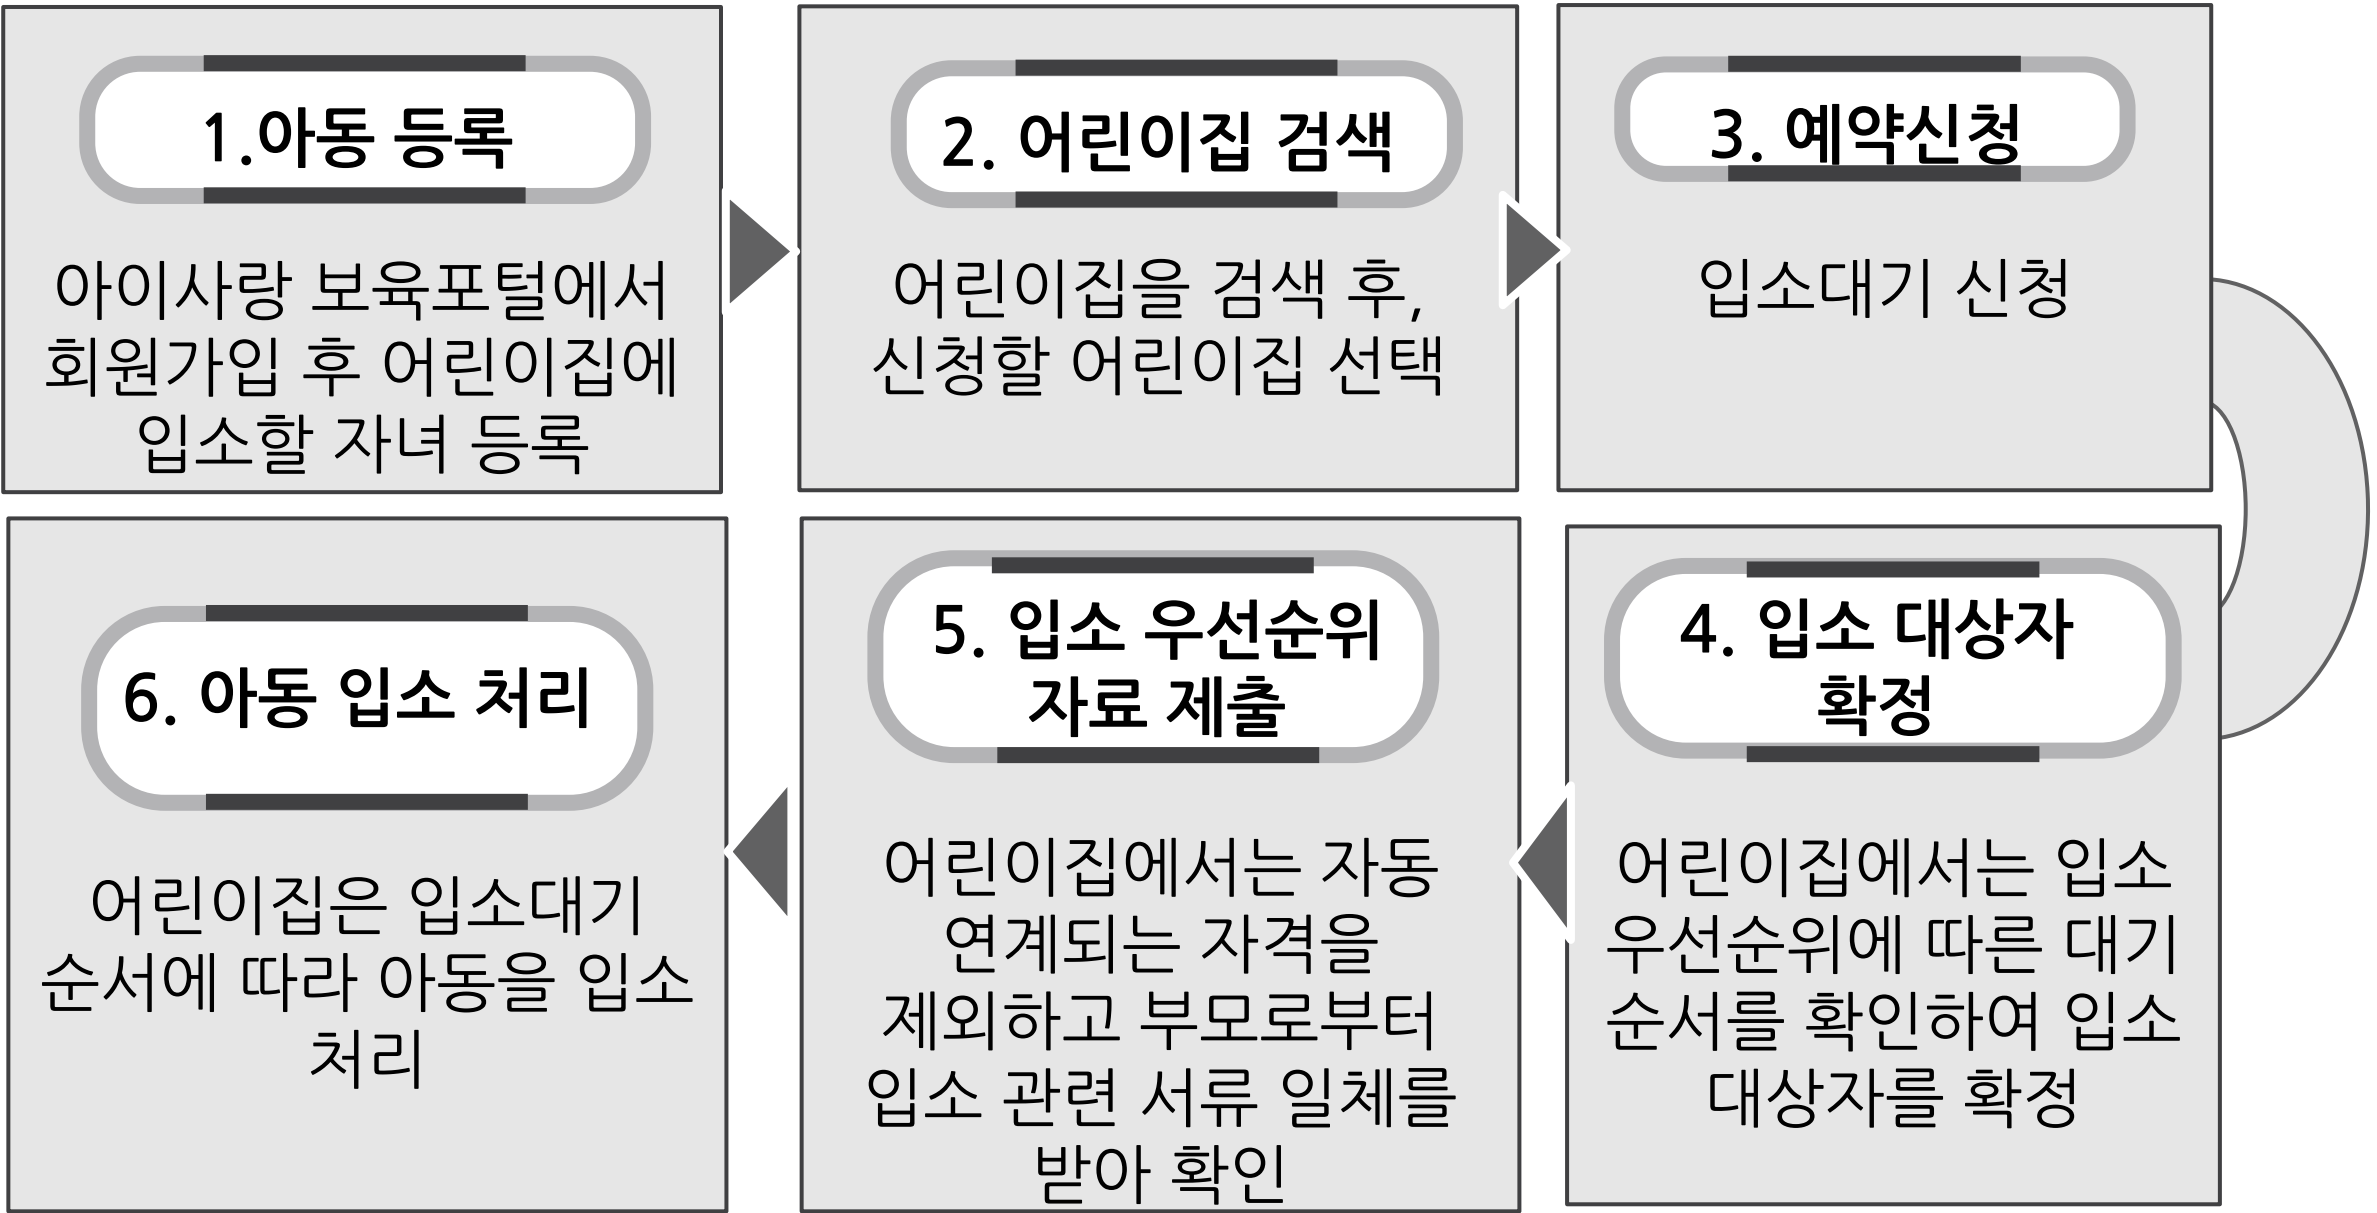 1.아동 등록
아이사랑 보육포털에서
회원가입 후 어린이집에
입소할 자녀 등록
2. 어린이집 검색
어린이집을 검색 후,
신청할 어린이집 선택
3. 예약신청
입소대기 신청
4. 입소 대상자
확정
어린이집에서는 입소
우선순위에 따른 대기
순서를 확인하여 입소
대상자를 확정
5. 입소 우선순위
자료 제출
어린이집에서는 자동
연계되는 자격을
제외하고 부모로부터
입소 관련 서류 일체를
받아 확인
6. 아동 입소 처리
어린이집은 입소대기
순서에 따라 아동을 입소
처리